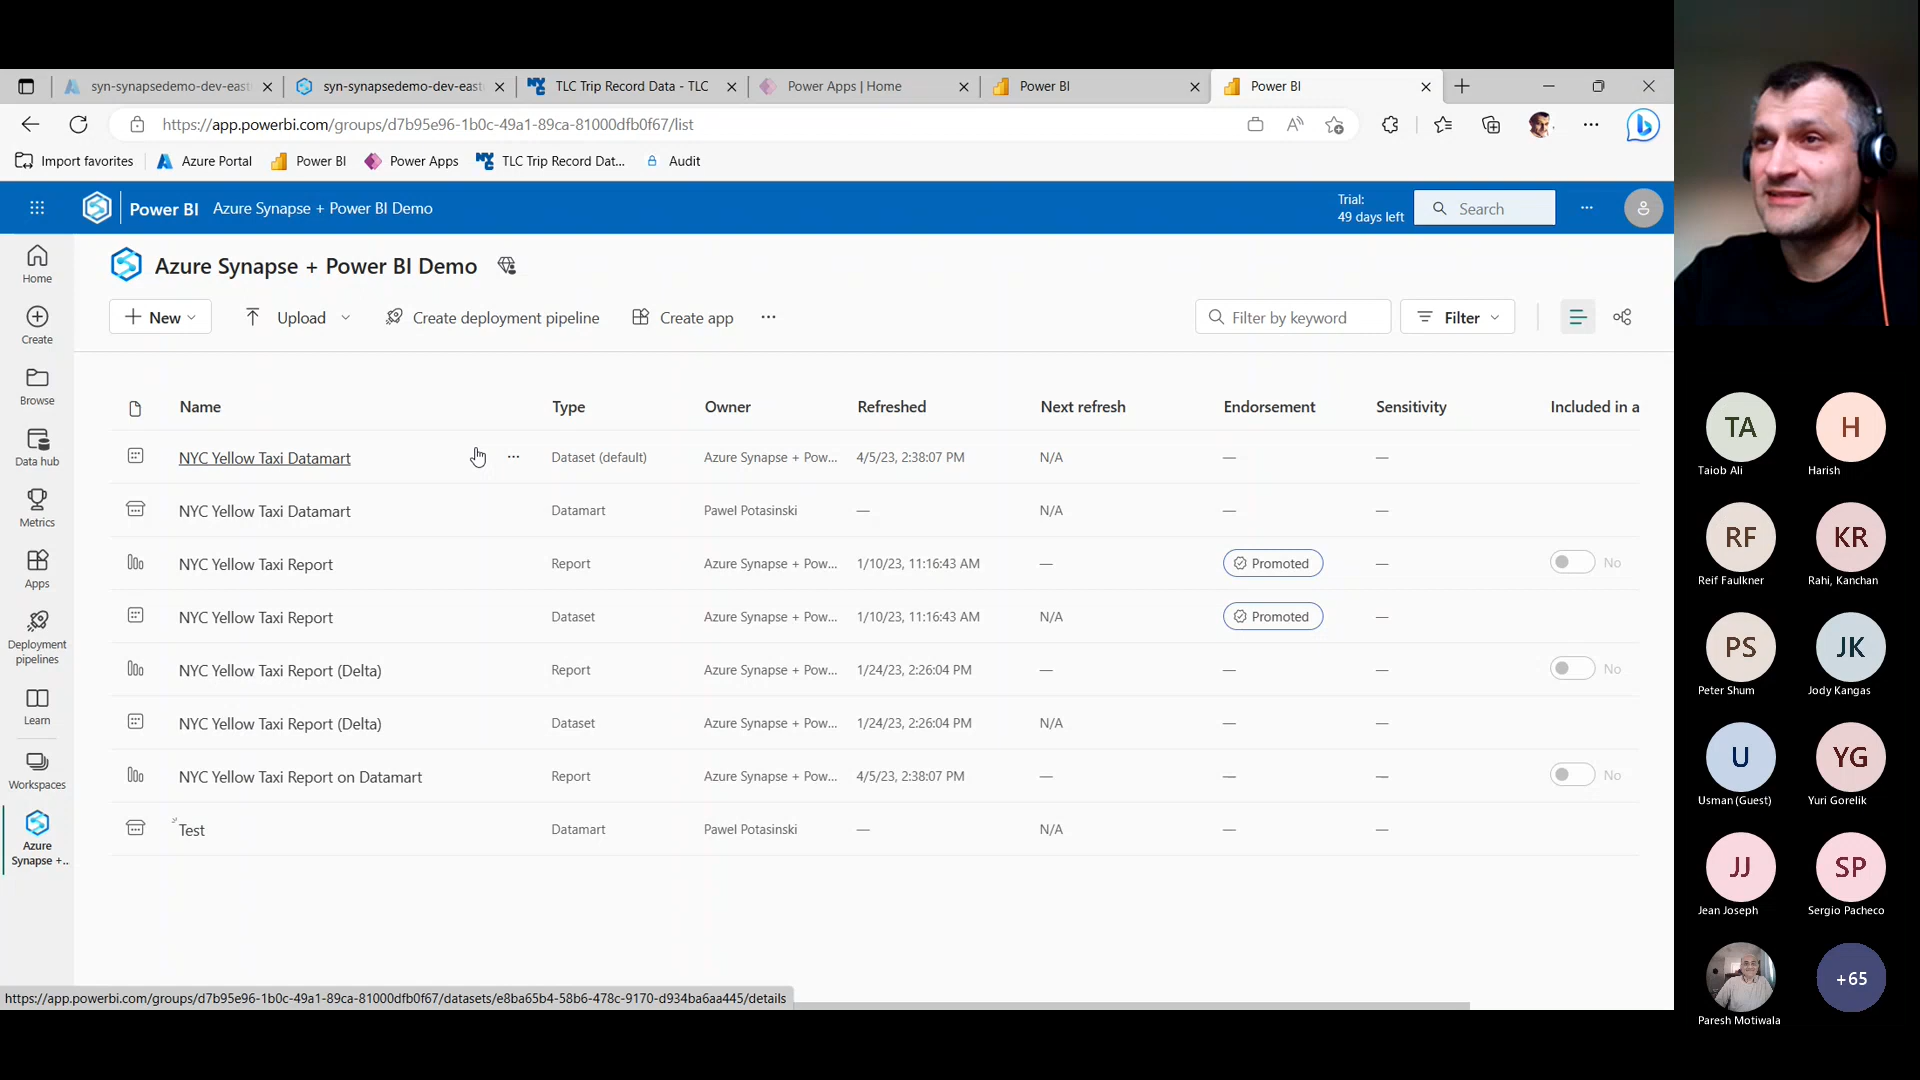 syn-synapsedemo-dev-east
syn-synapsedemo-dev-east
TLC Trip Record Data - TLC
Power Apps | Home
Power BI
Power BI
https://app.powerbi.com/groups/d7b95e96-1b0c-49a1-89ca-81000dfb0f67/list
Import favorites
Azure Portal
Power BI
Power Apps
TLC Trip Record Dat...
Audit
Power BI
Azure Synapse + Power BI Demo
Trial:
49 days left
Search
Home
Create
Browse
Data hub
Metrics
Apps
Deployment
pipelines
Learn
Workspaces
Azure
Synapse +..
Azure Synapse + Power BI Demo
New
Upload
Create deployment pipeline
Create app
Filter by keyword
Filter
Name Type Owner Refreshed Next refresh Endorsement Sensitivity Included in a
NYC Yellow Taxi Datamart ... Dataset (default) Azure Synapse + Pow... 4/5/23, 2:38:07 PM N/A — —
NYC Yellow Taxi Datamart Datamart Pawel Potasinski — N/A — —
NYC Yellow Taxi Report Report Azure Synapse + Pow... 1/10/23, 11:16:43 AM — Promoted — No
NYC Yellow Taxi Report Dataset Azure Synapse + Pow... 1/10/23, 11:16:43 AM N/A Promoted —
NYC Yellow Taxi Report (Delta) Report Azure Synapse + Pow... 1/24/23, 2:26:04 PM — — — No
NYC Yellow Taxi Report (Delta) Dataset Azure Synapse + Pow... 1/24/23, 2:26:04 PM N/A — —
NYC Yellow Taxi Report on Datamart Report Azure Synapse + Pow... 4/5/23, 2:38:07 PM — — — No
Test Datamart Pawel Potasinski — N/A — —
https://app.powerbi.com/groups/d7b95e96-1b0c-49a1-89ca-81000dfb0f67/datasets/e8ba65b4-58b6-478c-9170-d934ba6aa445/details
TA
Taiob Ali
H
Harish
RF
Reif Faulkner
KR
Rahi, Kanchan
PS
Peter Shum
JK
Jody Kangas
U
Usman (Guest)
YG
Yuri Gorelik
JJ
Jean Joseph
SP
Sergio Pacheco
Paresh Motiwala
+65